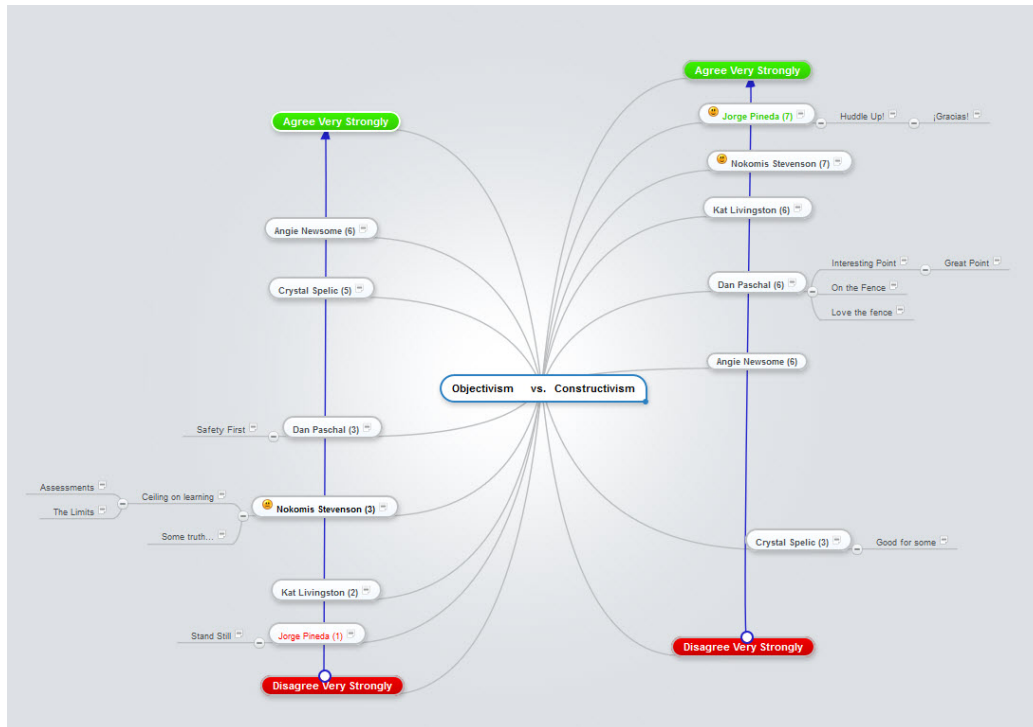 Agree Very Strongly
Angie Newsome (6)
Crystal Spelic (5)
Dan Paschal (3)
Safety First
Nokomis Stevenson (3)
Ceiling on learning
Assessments
The Limits
Some truth...
Kat Livingston (2)
Jorge Pineda (1)
Stand Still
Disagree Very Strongly
Objectivism vs. Constructivism
Agree Very Strongly
Jorge Pineda (7)
Huddle Up!
¡Gracias!
Nokomis Stevenson (7)
Kat Livingston (6)
Dan Paschal (6)
Interesting Point
Great Point
On the Fence
Love the fence
Angie Newsome (6)
Crystal Spelic (3)
Good for some
Disagree Very Strongly